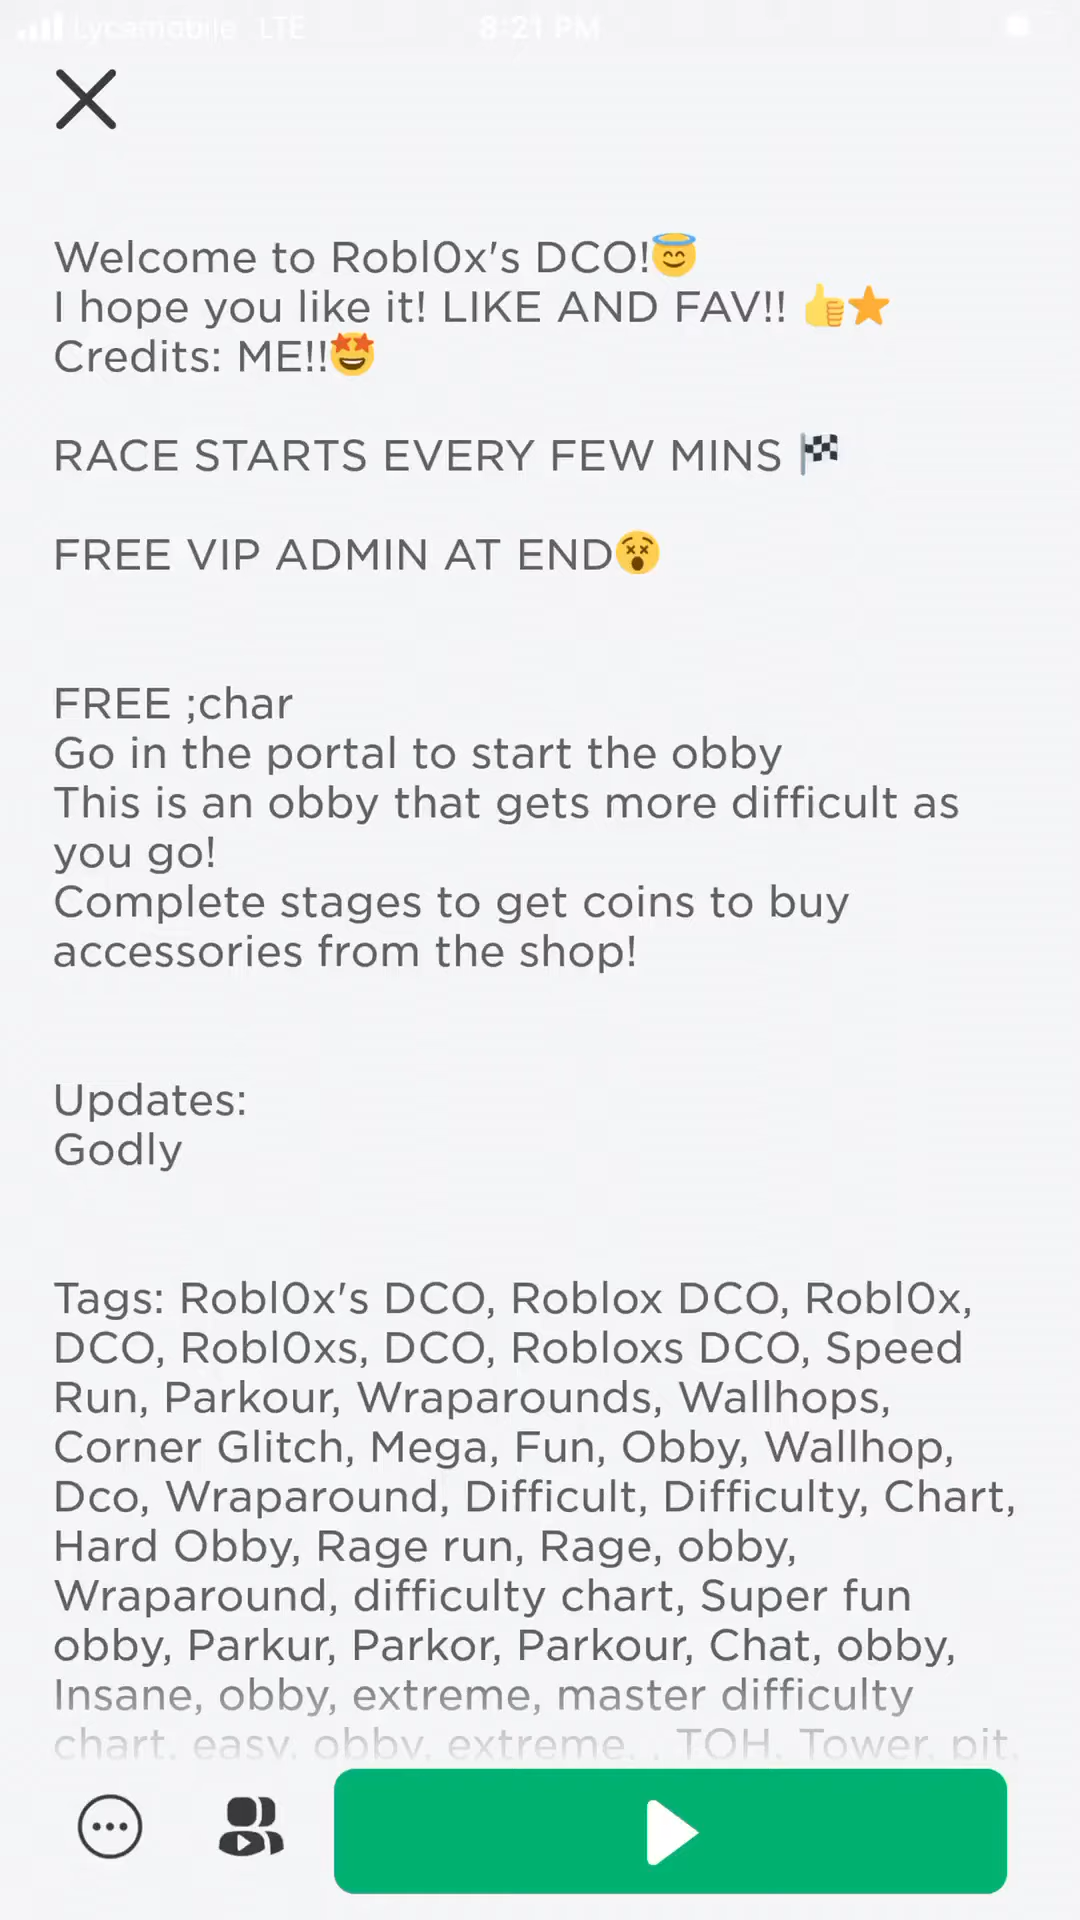 Lycamobile LTE 8:21 PM
Welcome to Robl0x's DCO!😇
I hope you like it! LIKE AND FAV!! 👍⭐
Credits: ME!!🤩
RACE STARTS EVERY FEW MINS 🏁
FREE VIP ADMIN AT END😵
FREE ;char
Go in the portal to start the obby
This is an obby that gets more difficult as
you go!
Complete stages to get coins to buy
accessories from the shop!
Updates:
Godly
Tags: Robl0x's DCO, Roblox DCO, Robl0x,
DCO, Robl0xs, DCO, Robloxs DCO, Speed
Run, Parkour, Wraparounds, Wallhops,
Corner Glitch, Mega, Fun, Obby, Wallhop,
Dco, Wraparound, Difficult, Difficulty, Chart,
Hard Obby, Rage run, Rage, obby,
Wraparound, difficulty chart, Super fun
obby, Parkur, Parkor, Parkour, Chat, obby,
Insane, obby, extreme, master difficulty
chart, easy, obby, extreme, , TOH, Tower, pit,